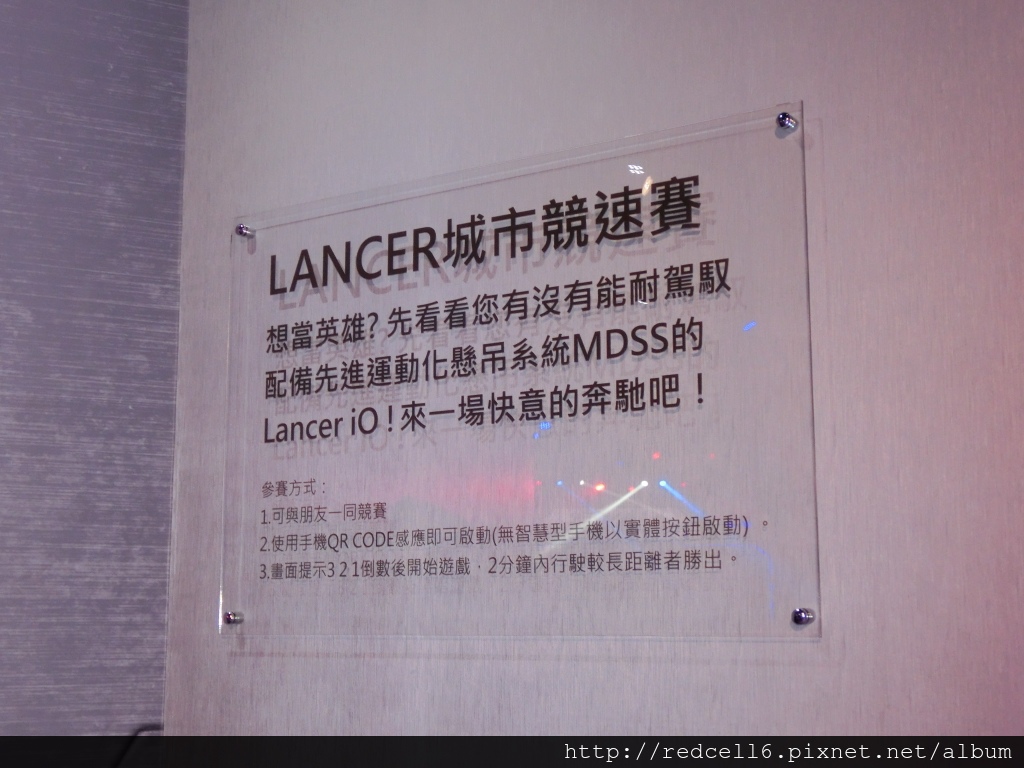 LANCER城市競速賽
想當英雄? 先看看您有沒有能耐駕馭
配備先進運動化懸吊系統MDSS的
Lancer iO！來一場快意的奔馳吧！
參賽方式：
1.可與朋友一同競賽
2.使用手機QR CODE感應即可啟動(無智慧型手機以實體按鈕啟動) 。
3.畫面提示3 2 1倒數後開始遊戲，2分鐘內行駛較長距離者勝出。
http://redcell6.pixnet.net/album